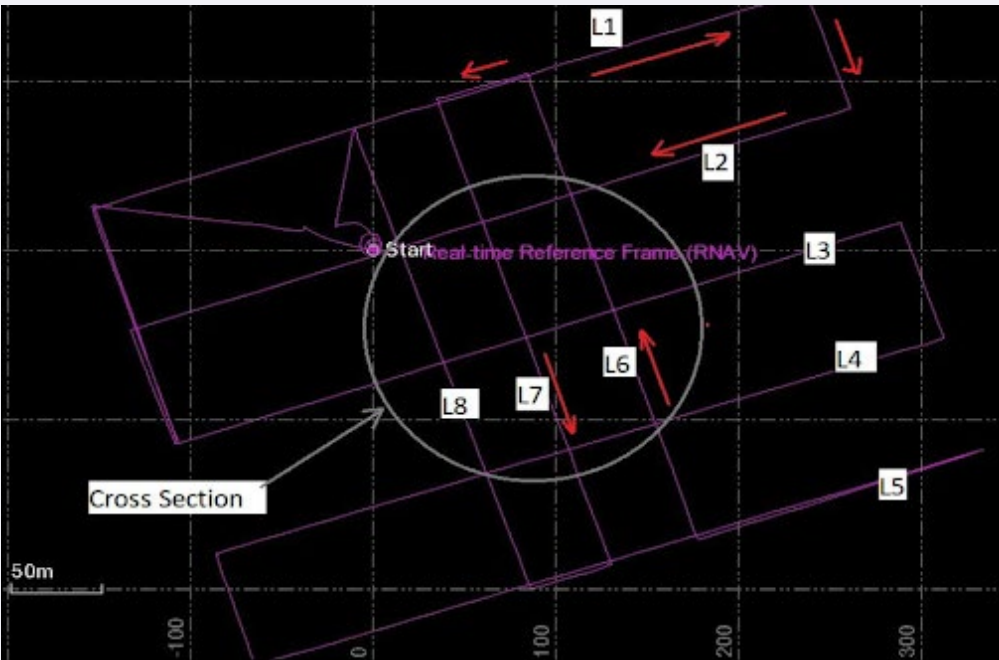 L1
L2
Start
Real-time Reference Frame (RNAV)
L3
L4
L6
L7
L8
L5
Cross Section
50m
-100
0
100
200
300